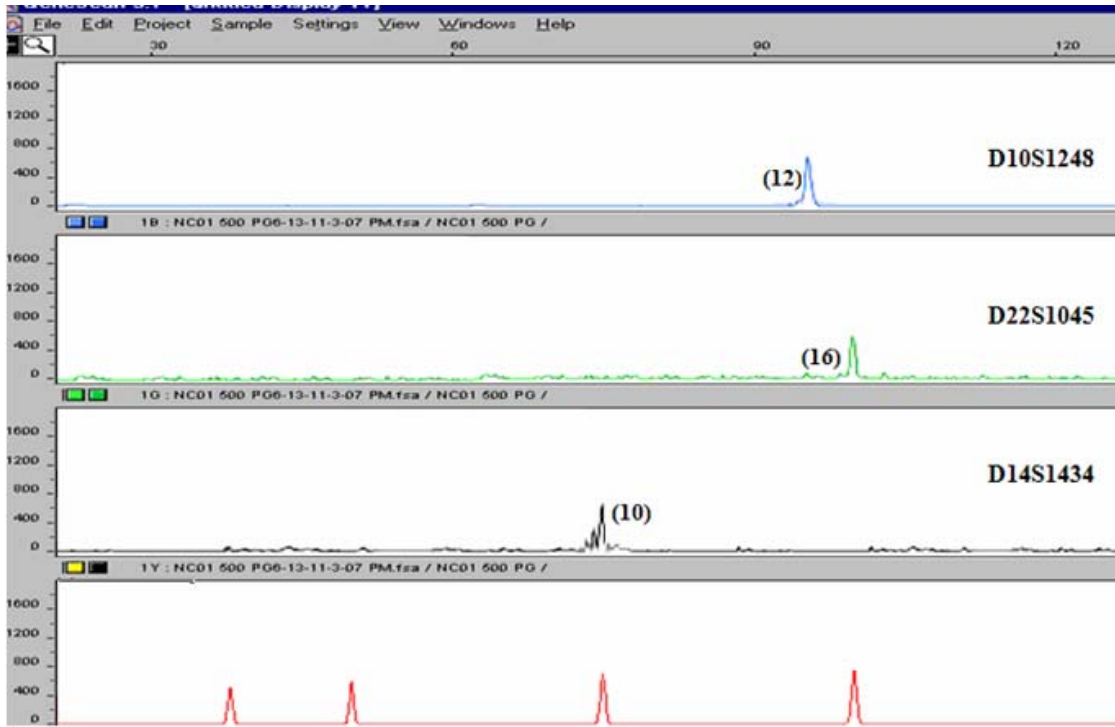 File Edit Project Sample Settings View Windows Help
30 60 90 120
1600
1200
800
400
0
D10S1248
(12)
1B : NC01 500 PG6-13-11-3-07 PM.fsa / NC01 500 PG /
1600
1200
800
400
0
D22S1045
(16)
1G : NC01 500 PG6-13-11-3-07 PM.fsa / NC01 500 PG /
1600
1200
800
400
0
D14S1434
(10)
1Y : NC01 500 PG6-13-11-3-07 PM.fsa / NC01 500 PG /
1600
1200
800
400
0